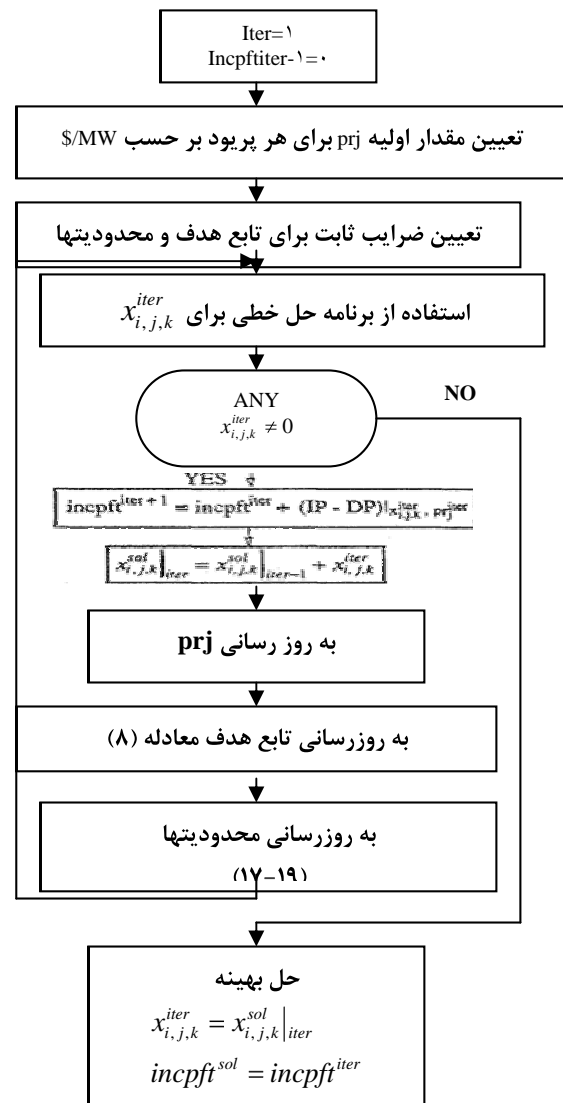 Iter=۱
Incpftiter-۱=۰
تعیین مقدار اولیه prj برای هر پریود بر حسب $/MW
تعیین ضرایب ثابت برای تابع هدف و محدودیتها
استفاده از برنامه حل خطی برای x_{i,j,k}^{iter}
ANY
x_{i,j,k}^{iter} ≠ 0
NO
YES
incpft^{iter+1} = incpft^{iter} + (IP - DP)|_{x_{i,j,k}^{iter}, prj^{iter}}
x_{i,j,k}^{sol}|_{iter} = x_{i,j,k}^{sol}|_{iter-1} + x_{i,j,k}^{iter}
به روز رسانی prj
به روزرسانی تابع هدف معادله (۸)
به روزرسانی محدودیتها
(۱۷-۱۹)
حل بهینه
x_{i,j,k}^{iter} = x_{i,j,k}^{sol}|_{iter}
incpft^{sol} = incpft^{iter}